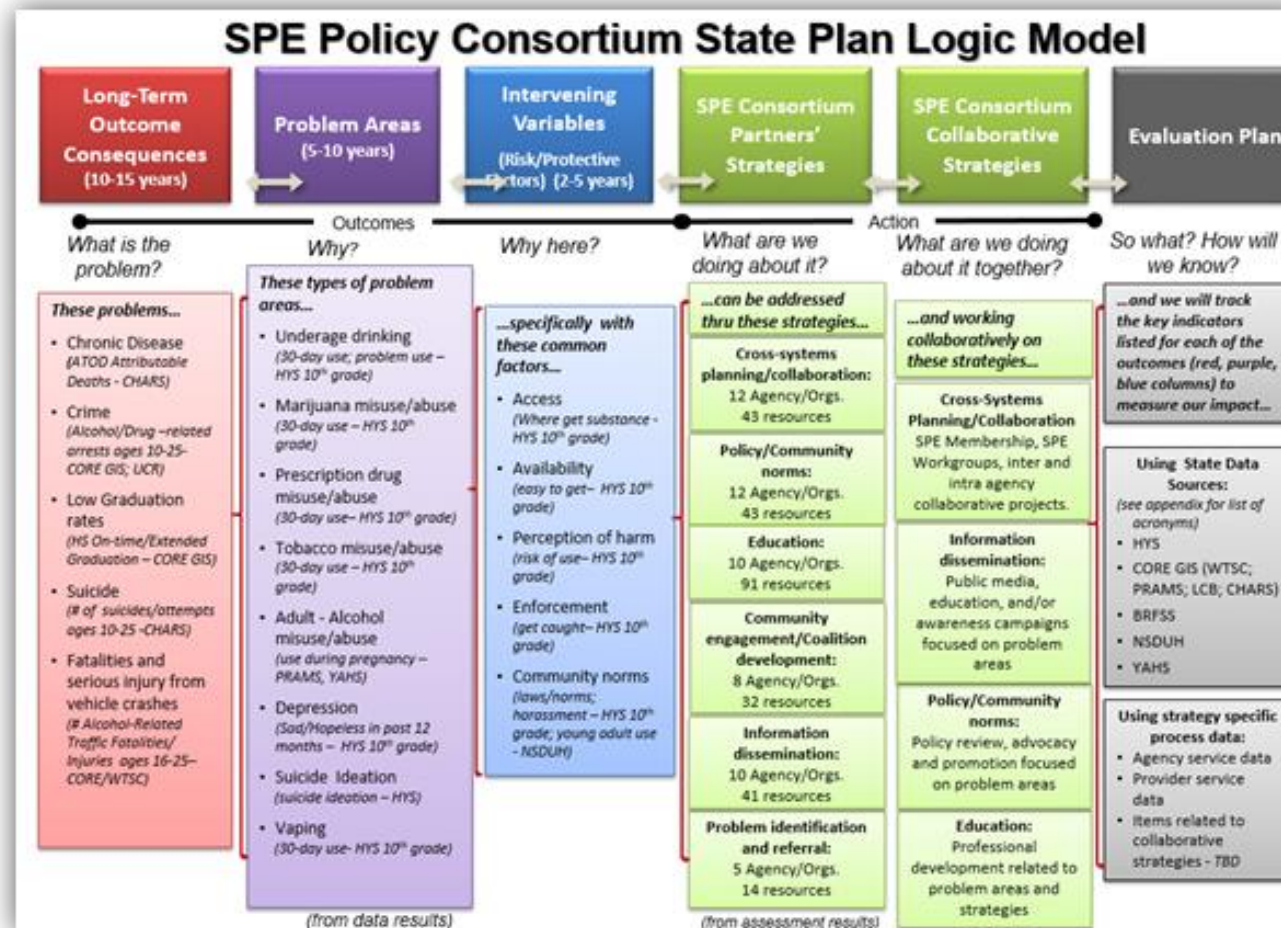 SPE Policy Consortium State Plan Logic Model
Long-Term
Outcome
Consequences
(10-15 years)
Problem Areas
(5-10 years)
Intervening
Variables
(Risk/Protective
Factors) (2-5 years)
SPE Consortium
Partners'
Strategies
SPE Consortium
Collaborative
Strategies
Evaluation Plan
Outcomes
Action
What is the
problem?
Why?
Why here?
What are we
doing about it?
What are we doing
about it together?
So what? How will
we know?
These problems...
• Chronic Disease
(ATOD Attributable
Deaths - CHARS)
• Crime
(Alcohol/Drug –related
arrests ages 10-25-
CORE GIS; UCR)
• Low Graduation
rates
(HS On-time/Extended
Graduation – CORE GIS)
• Suicide
(# of suicides/attempts
ages 10-25 -CHARS)
• Fatalities and
serious injury from
vehicle crashes
(# Alcohol-Related
Traffic Fatalities/
Injuries ages 16-25–
CORE/WTSC)
These types of problem
areas...
• Underage drinking
(30-day use; problem use –
HYS 10th grade)
• Marijuana misuse/abuse
(30-day use – HYS 10th
grade)
• Prescription drug
misuse/abuse
(30-day use– HYS 10th grade)
• Tobacco misuse/abuse
(30-day use – HYS 10th
grade)
• Adult - Alcohol
misuse/abuse
(use during pregnancy –
PRAMS, YAHS)
• Depression
(Sad/Hopeless in past 12
months – HYS 10th grade)
• Suicide Ideation
(suicide ideation – HYS)
• Vaping
(30-day use- HYS 10th grade)
(from data results)
...specifically with
these common
factors...
• Access
(Where get substance -
HYS 10th grade)
• Availability
(easy to get– HYS 10th
grade)
• Perception of harm
(risk of use– HYS 10th
grade)
• Enforcement
(get caught– HYS 10th
grade)
• Community norms
(laws/norms;
harassment – HYS 10th
grade; young adult use
- NSDUH)
...can be addressed
thru these strategies...
Cross-systems
planning/collaboration:
12 Agency/Orgs.
43 resources
Policy/Community
norms:
12 Agency/Orgs.
43 resources
Education:
10 Agency/Orgs.
91 resources
Community
engagement/Coalition
development:
8 Agency/Orgs.
32 resources
Information
dissemination:
10 Agency/Orgs.
41 resources
Problem identification
and referral:
5 Agency/Orgs.
14 resources
(from assessment results)
...and working
collaboratively on
these strategies...
Cross-Systems
Planning/Collaboration
SPE Membership, SPE
Workgroups, inter and
intra agency
collaborative projects.
Information
dissemination:
Public media,
education, and/or
awareness campaigns
focused on problem
areas
Policy/Community
norms:
Policy review, advocacy
and promotion focused
on problem areas
Education:
Professional
development related to
problem areas and
strategies
...and we will track
the key indicators
listed for each of the
outcomes (red, purple,
blue columns) to
measure our impact...
Using State Data
Sources:
(see appendix for list of
acronyms)
• HYS
• CORE GIS (WTSC;
PRAMS; LCB; CHARS)
• BRFSS
• NSDUH
• YAHS
Using strategy specific
process data:
• Agency service data
• Provider service
data
• Items related to
collaborative
strategies - TBD